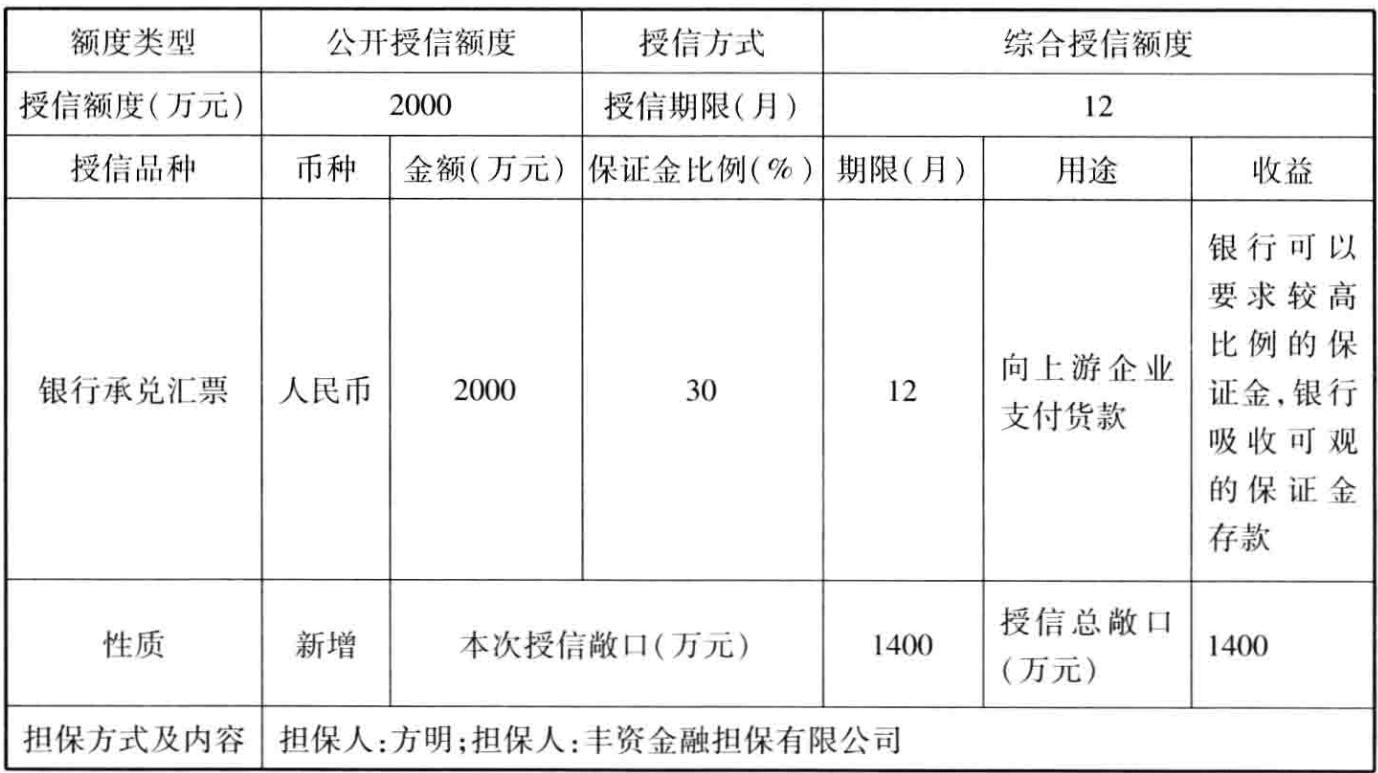 额度类型 公开授信额度 授信方式 综合授信额度
授信额度(万元) 2000 授信期限(月) 12
授信品种 币种 金额(万元) 保证金比例(%) 期限(月) 用途 收益
银行承兑汇票 人民币 2000 30 12
向上游企业
支付货款
银行可以
要求较高
比例的保
证金,银行
吸收可观
的保证金
存款
性质 新增 本次授信敞口(万元) 1400
授信总敞口
(万元)
1400
担保方式及内容 担保人:方明;担保人:丰资金融担保有限公司